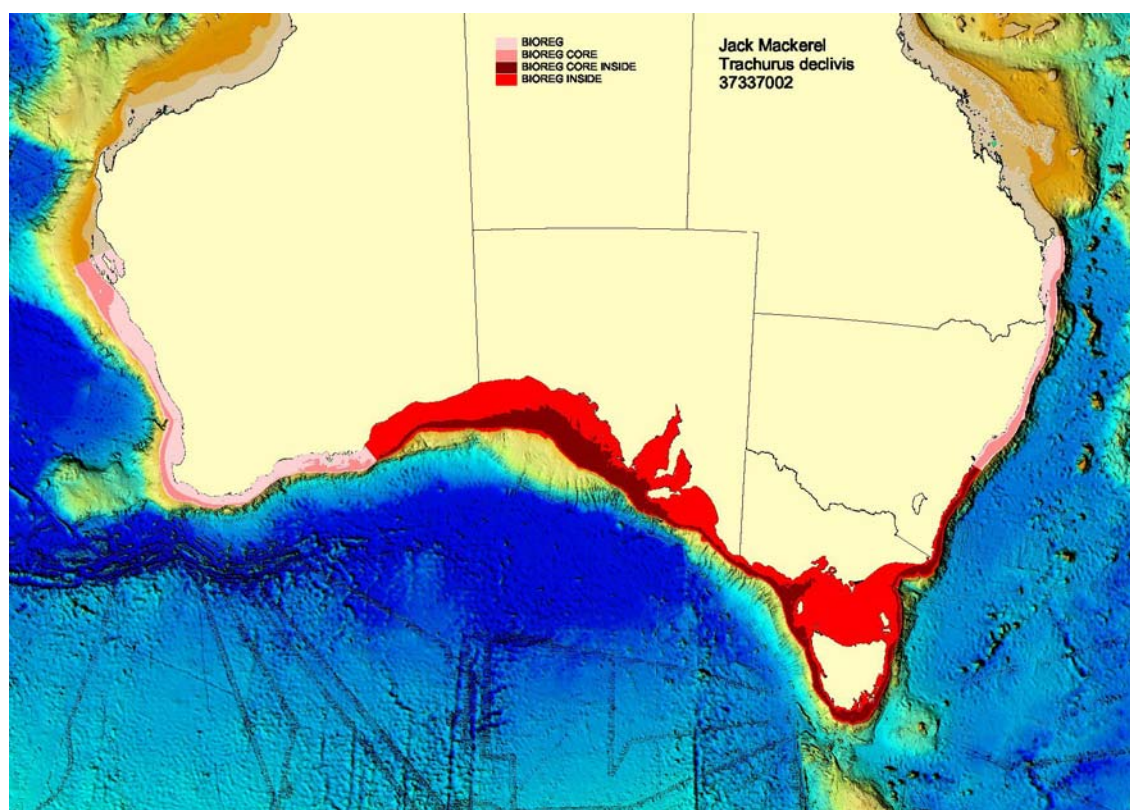 BIOREG
BIOREG CORE
BIOREG CORE INSIDE
BIOREG INSIDE
Jack Mackerel
Trachurus declivis
37337002